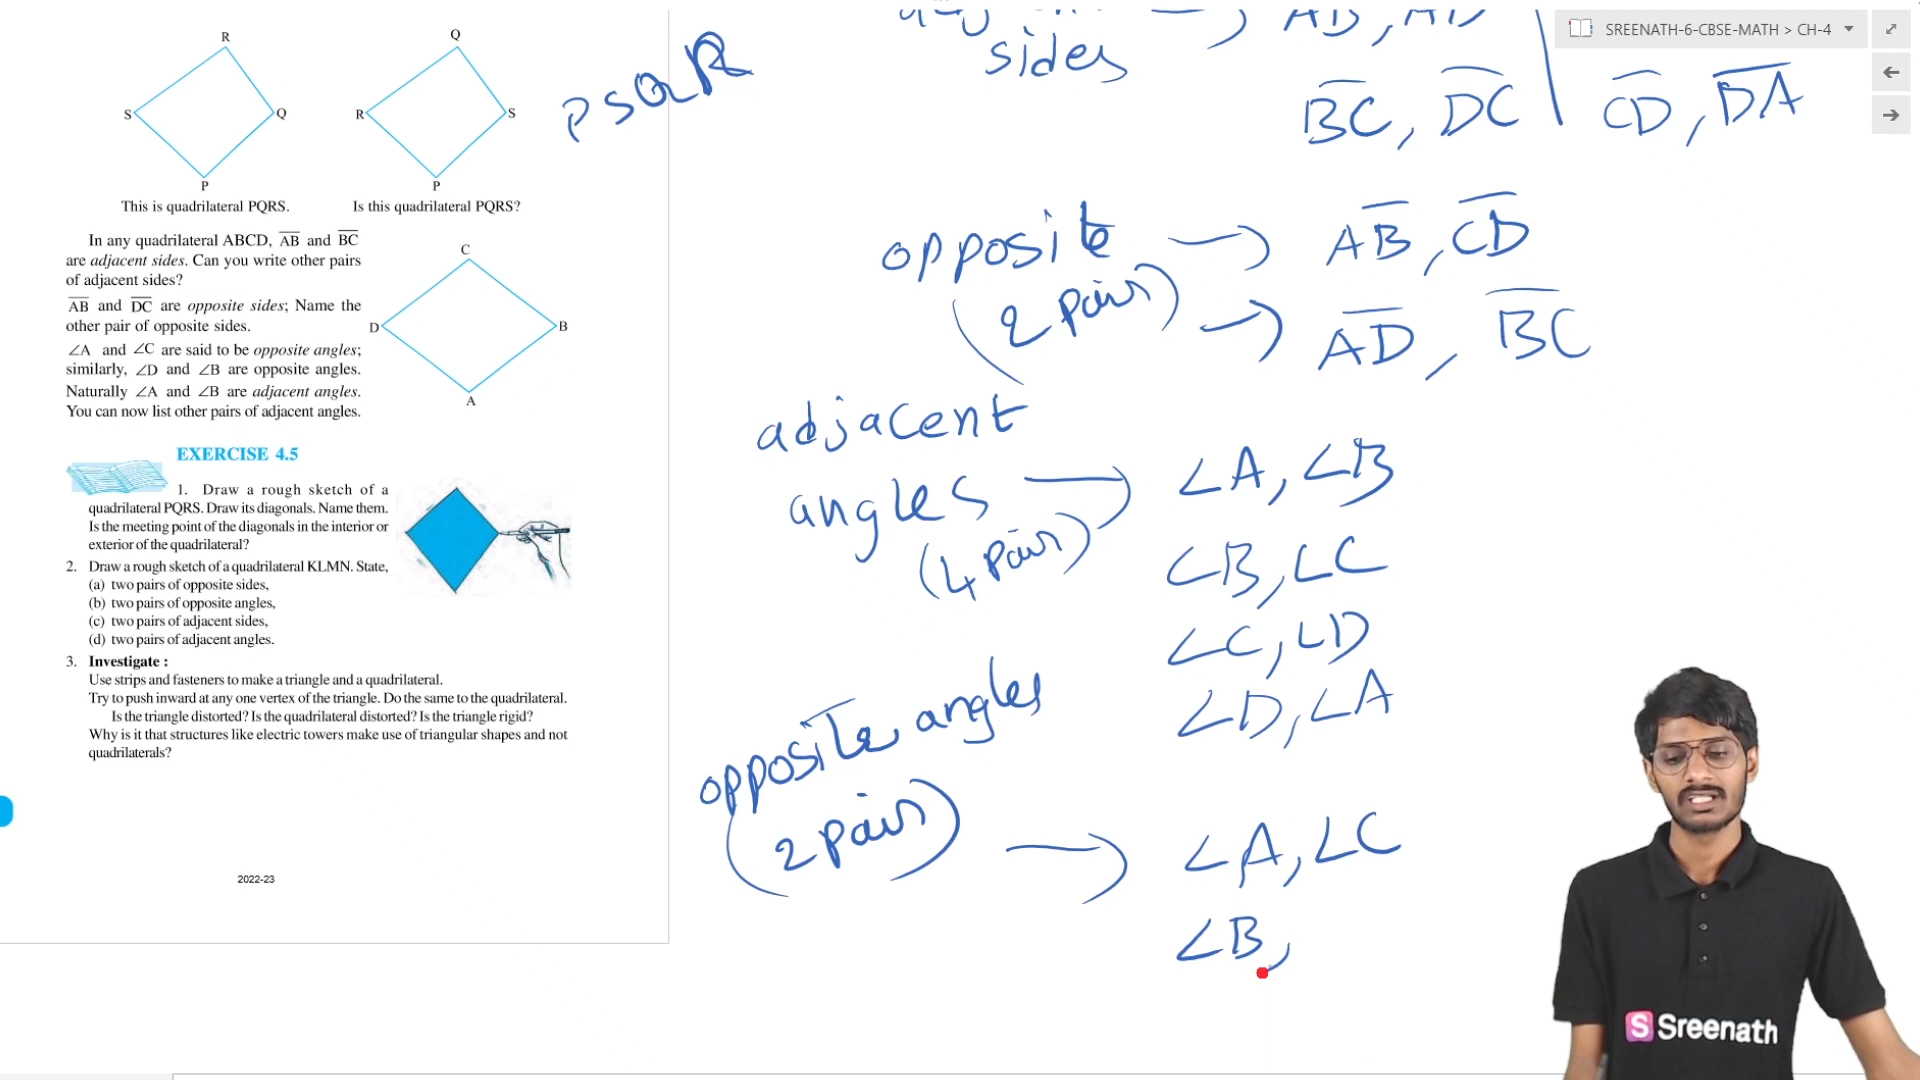 SREENATH-6-CBSE-MATH > CH-4
R
S
Q
P
This is quadrilateral PQRS.
Q
R
S
P
Is this quadrilateral PQRS?
In any quadrilateral ABCD, AB and BC
are adjacent sides. Can you write other pairs
of adjacent sides?
AB and DC are opposite sides; Name the
other pair of opposite sides.
∠A and ∠C are said to be opposite angles;
similarly, ∠D and ∠B are opposite angles.
Naturally ∠A and ∠B are adjacent angles.
You can now list other pairs of adjacent angles.
C
D
B
A
EXERCISE 4.5
1. Draw a rough sketch of a
quadrilateral PQRS. Draw its diagonals. Name them.
Is the meeting point of the diagonals in the interior or
exterior of the quadrilateral?
2. Draw a rough sketch of a quadrilateral KLMN. State,
(a) two pairs of opposite sides,
(b) two pairs of opposite angles,
(c) two pairs of adjacent sides,
(d) two pairs of adjacent angles.
3. Investigate :
Use strips and fasteners to make a triangle and a quadrilateral.
Try to push inward at any one vertex of the triangle. Do the same to the quadrilateral.
Is the triangle distorted? Is the quadrilateral distorted? Is the triangle rigid?
Why is it that structures like electric towers make use of triangular shapes and not
quadrilaterals?
2022-23
PSQR
sides
BC, DC
CD, DA
opposite → AB, CD
(2 pairs) → AD, BC
adjacent
angles → ∠A, ∠B
(4 pairs) ∠B, ∠C
∠C, ∠D
∠D, ∠A
opposite angles
(2 pairs) → ∠A, ∠C
∠B,
S Sreenath